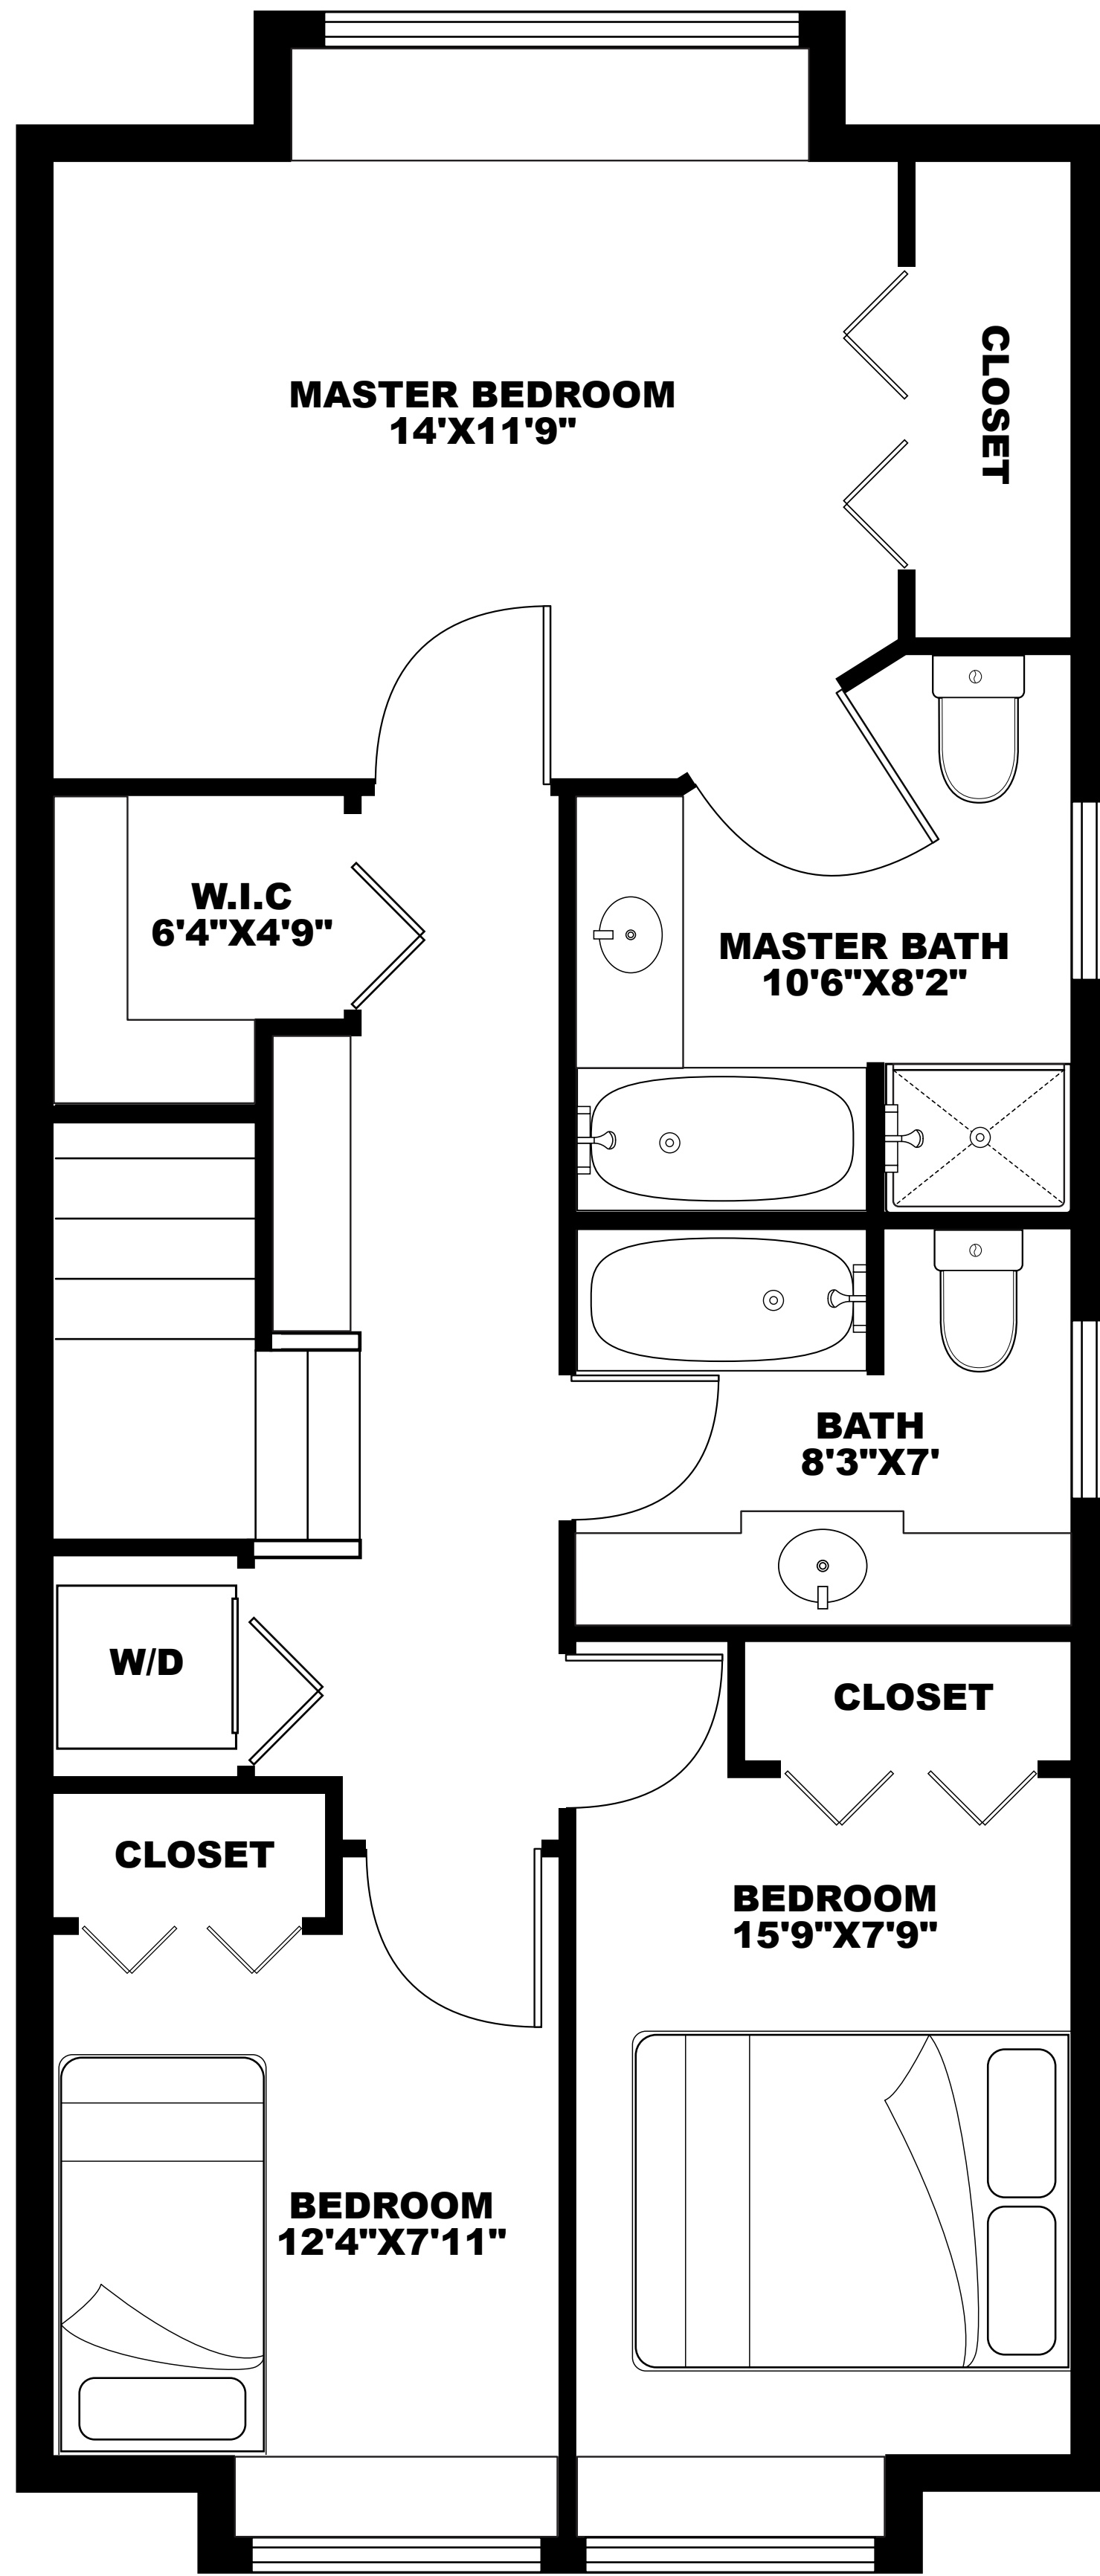 MASTER BEDROOM
14'X11'9"
CLOSET
W.I.C
6'4"X4'9"
MASTER BATH
10'6"X8'2"
BATH
8'3"X7'
W/D
CLOSET
CLOSET
BEDROOM
15'9"X7'9"
BEDROOM
12'4"X7'11"